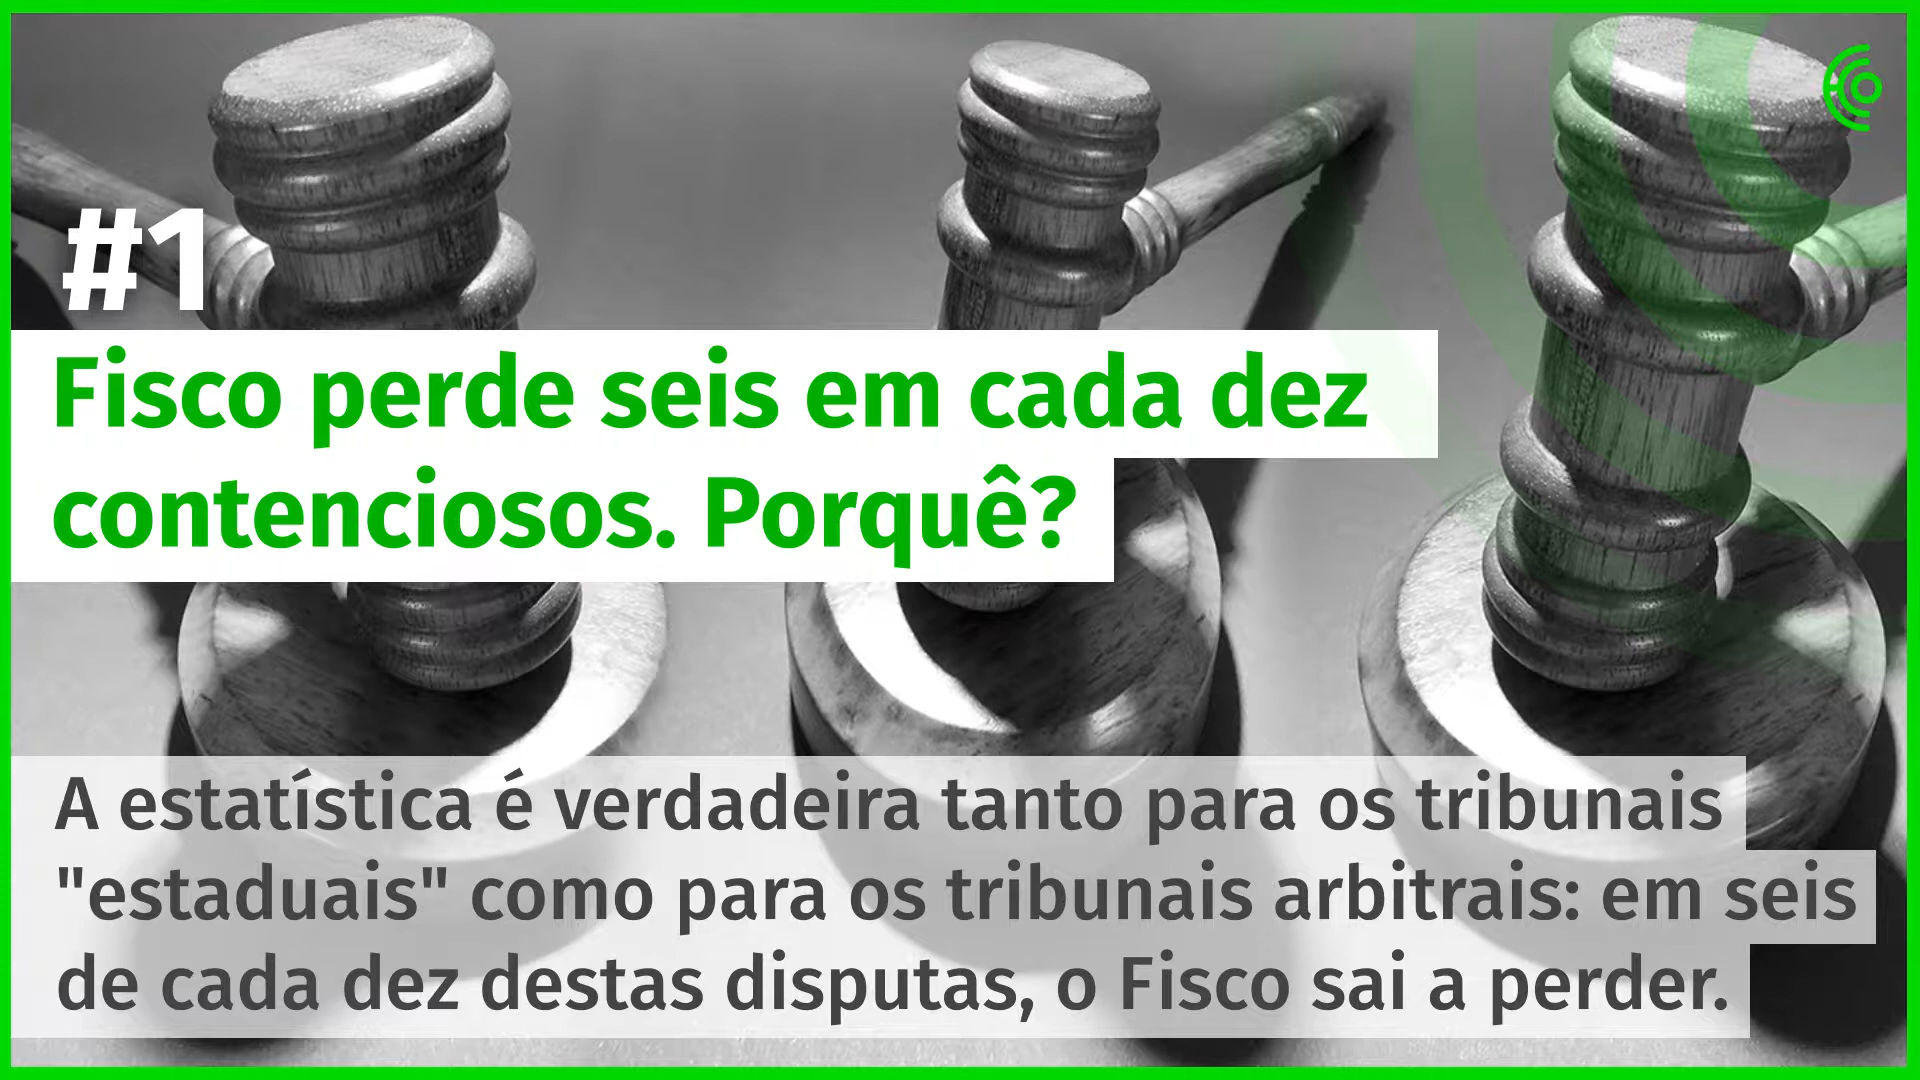 #1
Fisco perde seis em cada dez
contenciosos. Porquê?
A estatística é verdadeira tanto para os tribunais
"estaduais" como para os tribunais arbitrais: em seis
de cada dez destas disputas, o Fisco sai a perder.